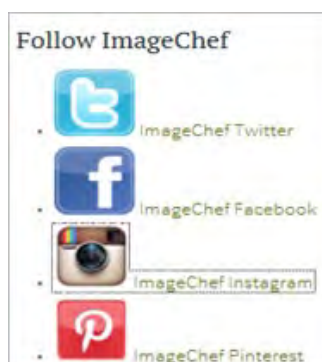 Follow ImageChef
ImageChef Twitter
ImageChef Facebook
ImageChef Instagram
ImageChef Pinterest